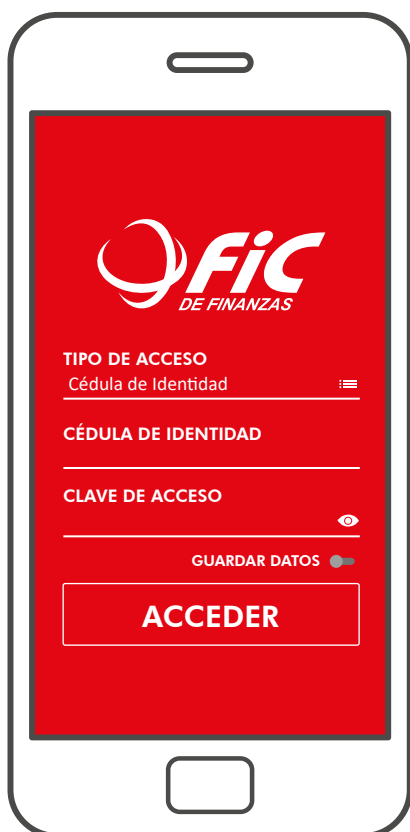 FiC
DE FINANZAS
TIPO DE ACCESO
Cédula de Identidad
CÉDULA DE IDENTIDAD
CLAVE DE ACCESO
GUARDAR DATOS
ACCEDER